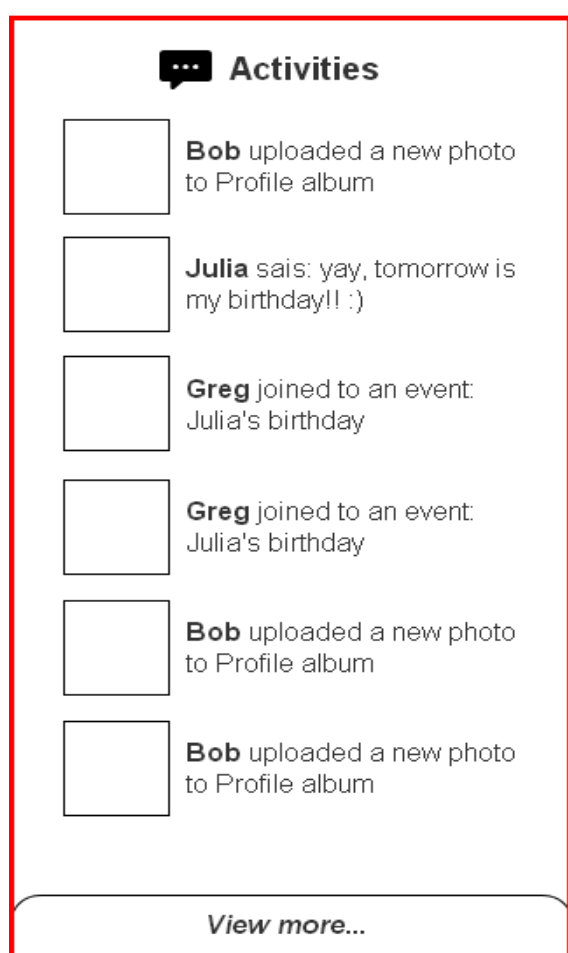 Activities
Bob uploaded a new photo
to Profile album
Julia sais: yay, tomorrow is
my birthday!! :)
Greg joined to an event:
Julia's birthday
Greg joined to an event:
Julia's birthday
Bob uploaded a new photo
to Profile album
Bob uploaded a new photo
to Profile album
View more...